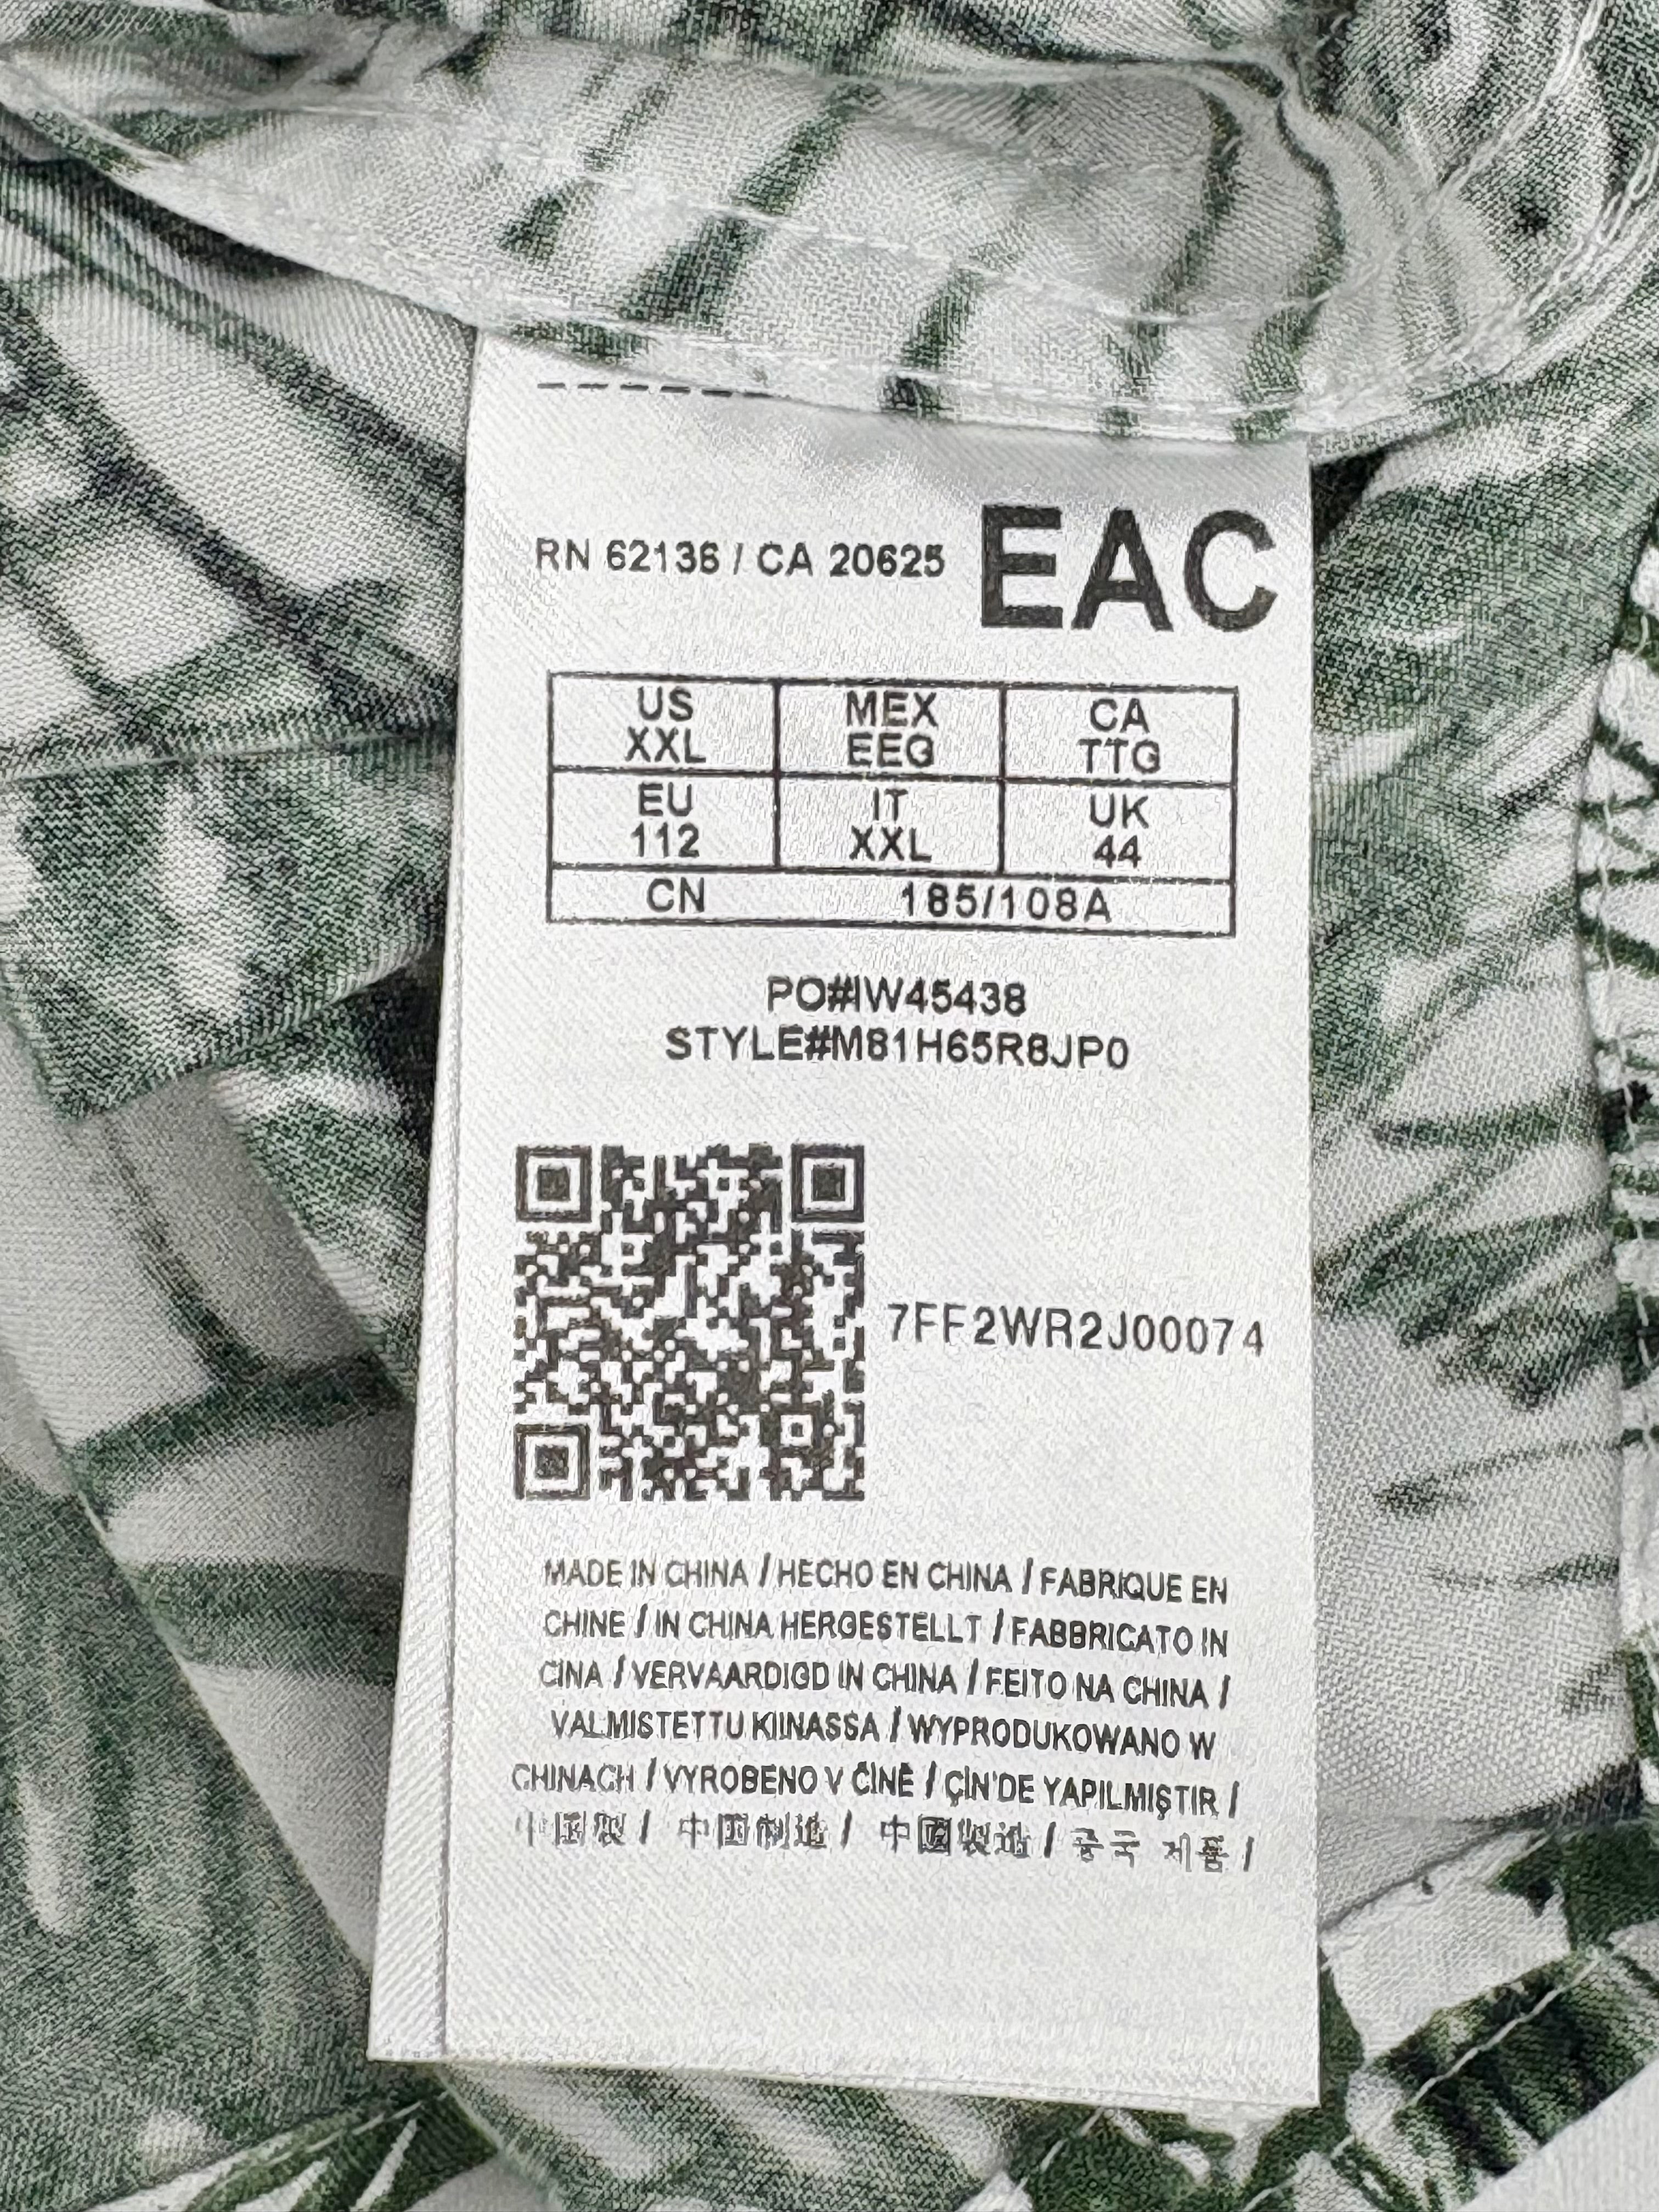 RN 62136 / CA 20625 EAC
US MEX CA
XXL EEG TTG
EU IT UK
112 XXL 44
CN 185/108A
PO#IW45438
STYLE#M81H65R8JP0
7FF2WR2J00074
MADE IN CHINA / HECHO EN CHINA / FABRIQUE EN
CHINE / IN CHINA HERGESTELLT / FABBRICATO IN
CINA / VERVAARDIGD IN CHINA / FEITO NA CHINA /
VALMISTETTU KIINASSA / WYPRODUKOWANO W
CHINACH / VYROBENO V ČÍNĚ / ÇİN'DE YAPILMIŞTIR /
中国製 / 中国制造 / 中國製造 / 중국 제품 /